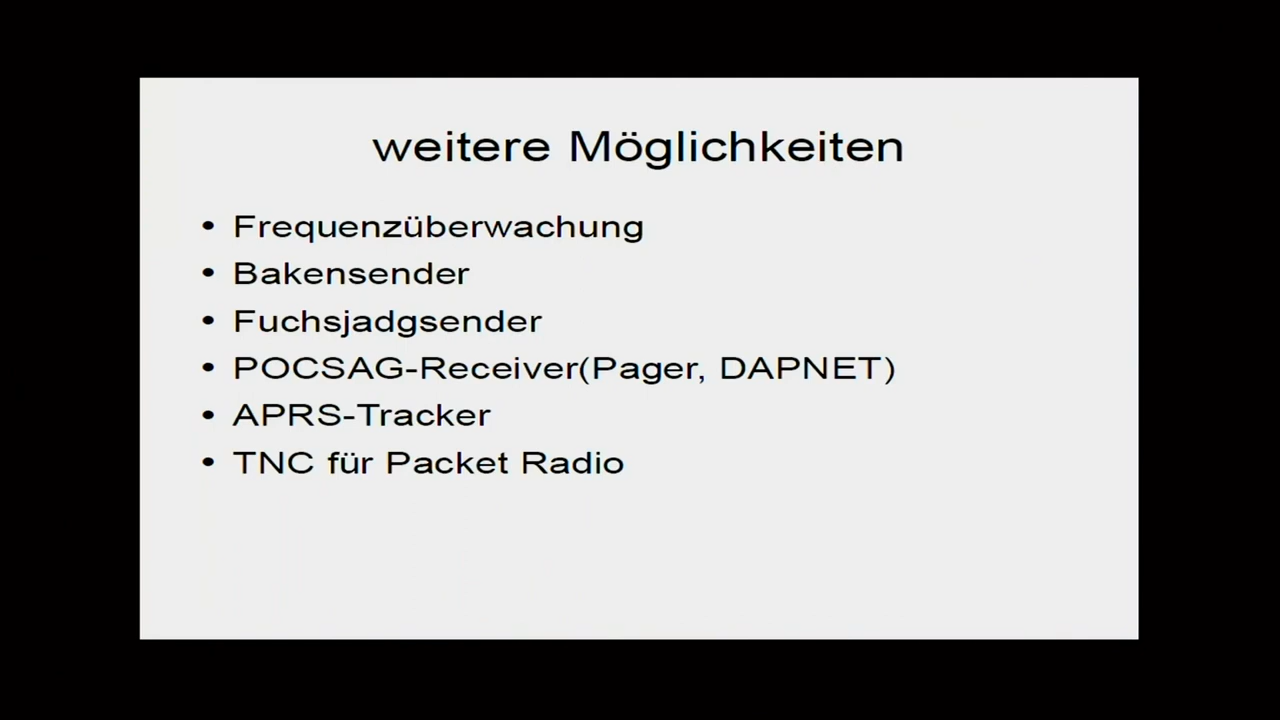 weitere Möglichkeiten
• Frequenzüberwachung
• Bakensender
• Fuchsjadgsender
• POCSAG-Receiver(Pager, DAPNET)
• APRS-Tracker
• TNC für Packet Radio